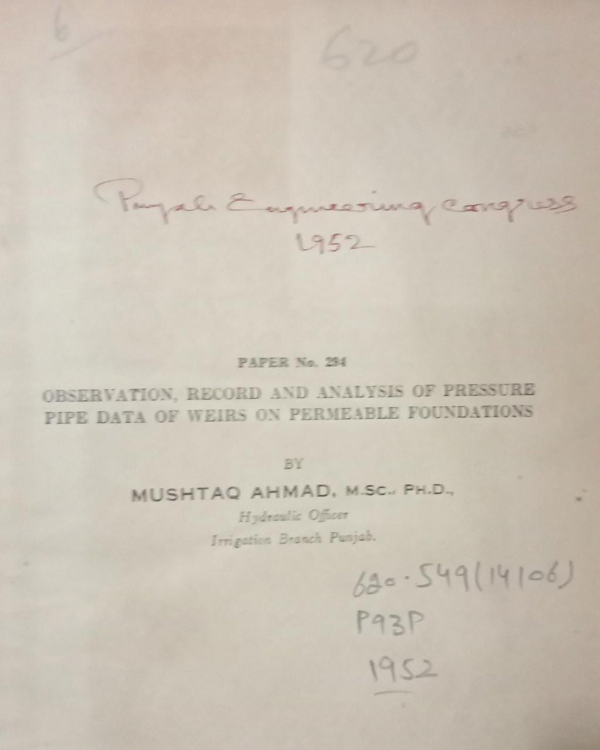 6
620
Punjab Engineering Congress
1952
PAPER No. 294
OBSERVATION, RECORD AND ANALYSIS OF PRESSURE
PIPE DATA OF WEIRS ON PERMEABLE FOUNDATIONS
BY
MUSHTAQ AHMAD, M.SC., PH.D.,
Hydraulic Officer
Irrigation Branch Punjab.
620.549(14106)
P93P
1952